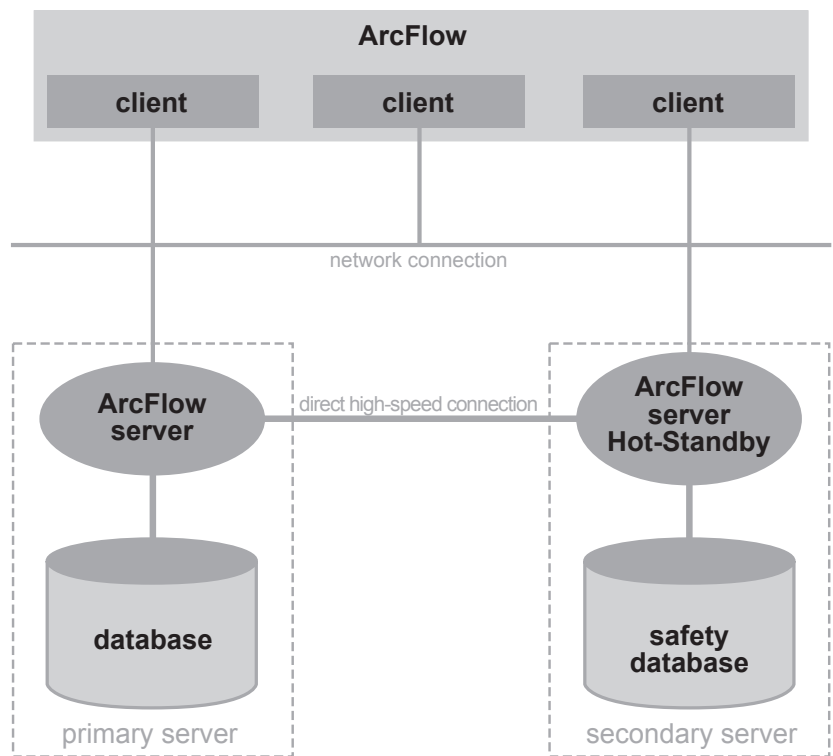 ArcFlow
client
client
client
network connection
ArcFlow
server
direct high-speed connection
ArcFlow
server
Hot-Standby
database
safety
database
primary server
secondary server